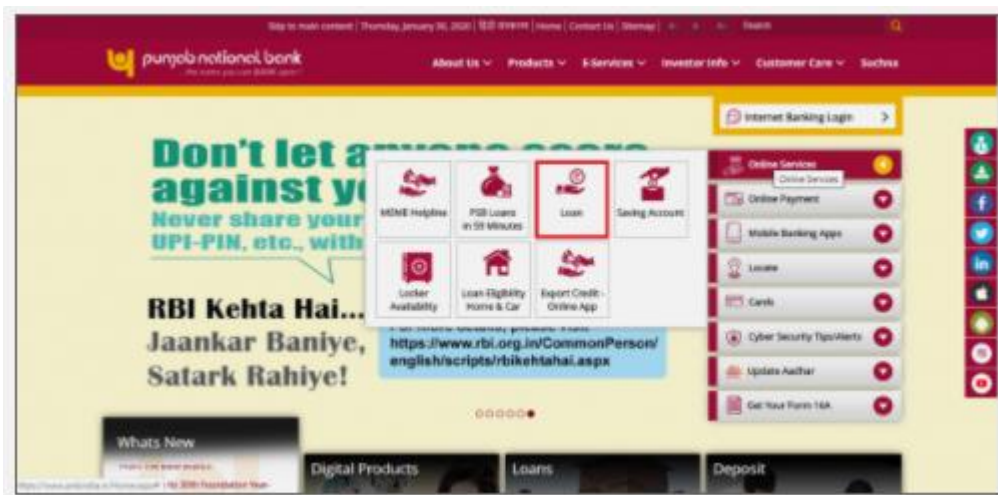 Skip to main content | Thursday, January 30, 2020 | | Home | Contact Us | Sitemap | Search
punjab national bank
About Us Products E-Services Investor Info Customer Care Suchna
Internet Banking Login
Don't let
against
Never share your
UPI-PIN, etc., with
RBI Kehta Hai...
Jaankar Baniye,
Satark Rahiye!
https://www.rbi.org.in/CommonPerson/
english/scripts/rbikehtahai.aspx
MSME Helpline
PSB Loans
in 59 Minutes
Loan
Saving Account
Locker
Availability
Loan Eligibility
Home & Car
Export Credit -
Online App
Online Services
Online Services
Online Payment
Mobile Banking Apps
Locate
Cards
Cyber Security Tips/Alerts
Update Aadhar
Get Your Form 16A
Whats New
Digital Products
Loans
Deposit